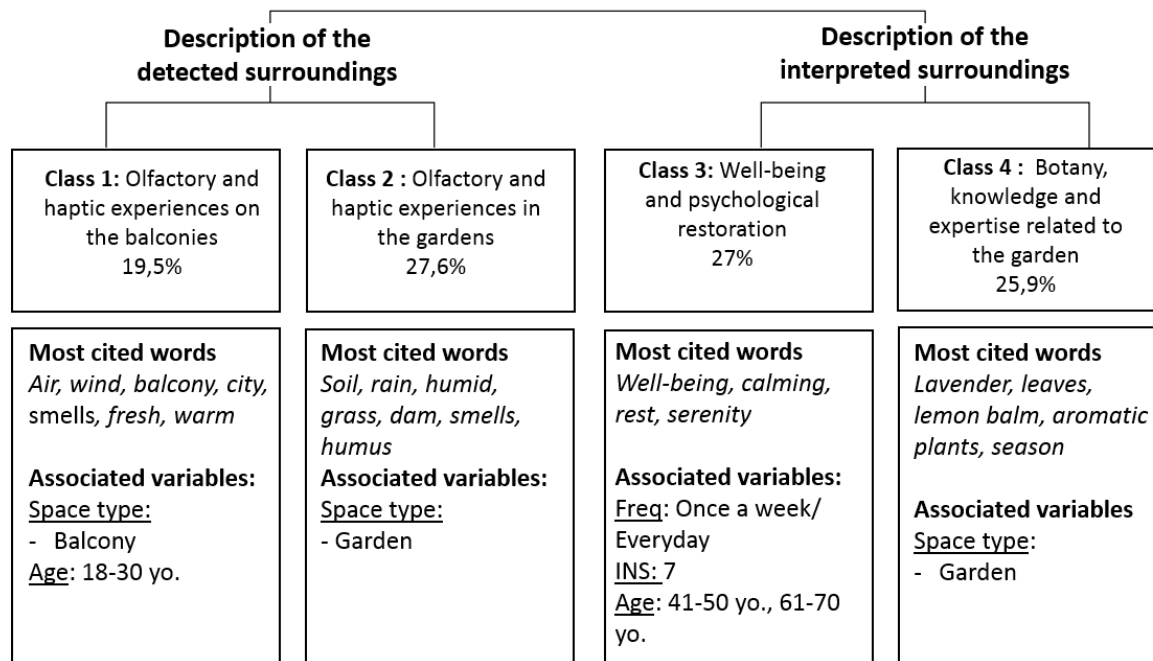 Description of the
detected surroundings
Description of the
interpreted surroundings
Class 1: Olfactory and
haptic experiences on
the balconies
19,5%
Class 2 : Olfactory and
haptic experiences in
the gardens
27,6%
Class 3: Well-being
and psychological
restoration
27%
Class 4 :  Botany,
knowledge and
expertise related to
the garden
25,9%
Most cited words
Air, wind, balcony, city,
smells, fresh, warm
Associated variables:
Space type:
- Balcony
Age: 18-30 yo.
Most cited words
Soil, rain, humid,
grass, dam, smells,
humus
Associated variables:
Space type:
- Garden
Most cited words
Well-being, calming,
rest, serenity
Associated variables:
Freq: Once a week/
Everyday
INS: 7
Age: 41-50 yo., 61-70
yo.
Most cited words
Lavender, leaves,
lemon balm, aromatic
plants, season
Associated variables
Space type:
- Garden